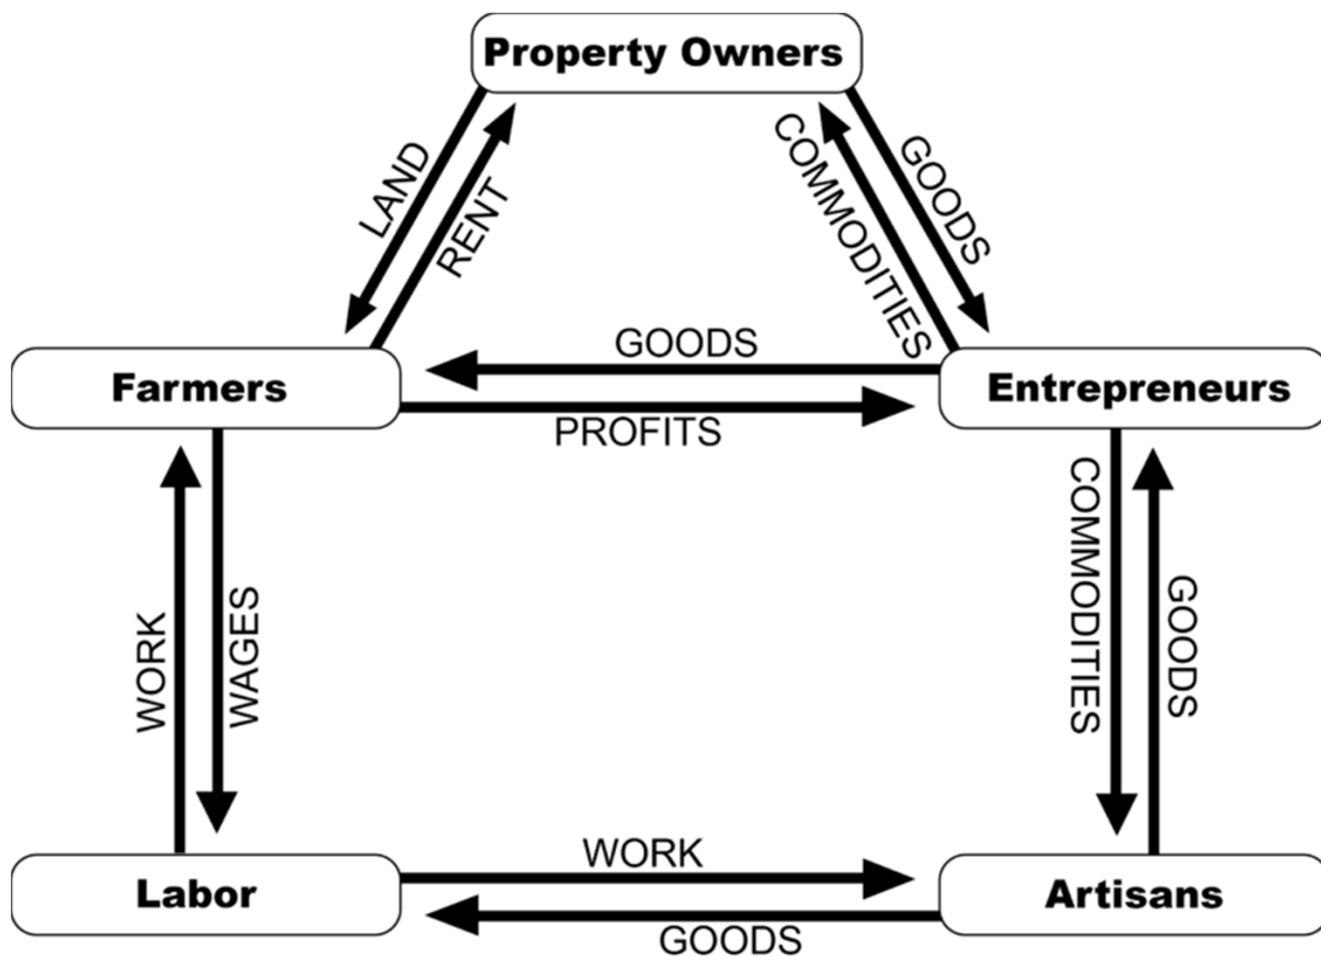 Property Owners
LAND
RENT
COMMODITIES
GOODS
GOODS
Farmers
Entrepreneurs
PROFITS
WORK
WAGES
COMMODITIES
GOODS
WORK
Labor
Artisans
GOODS